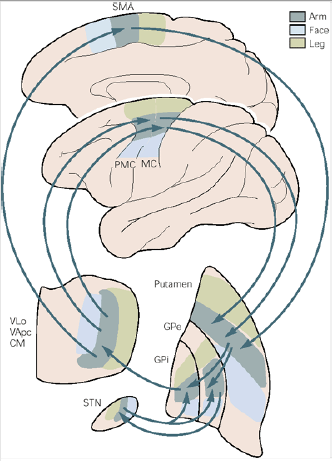 SMA
Arm
Face
Leg
PMC MC
Putamen
GPe
GPi
VLo
VApc
CM
STN